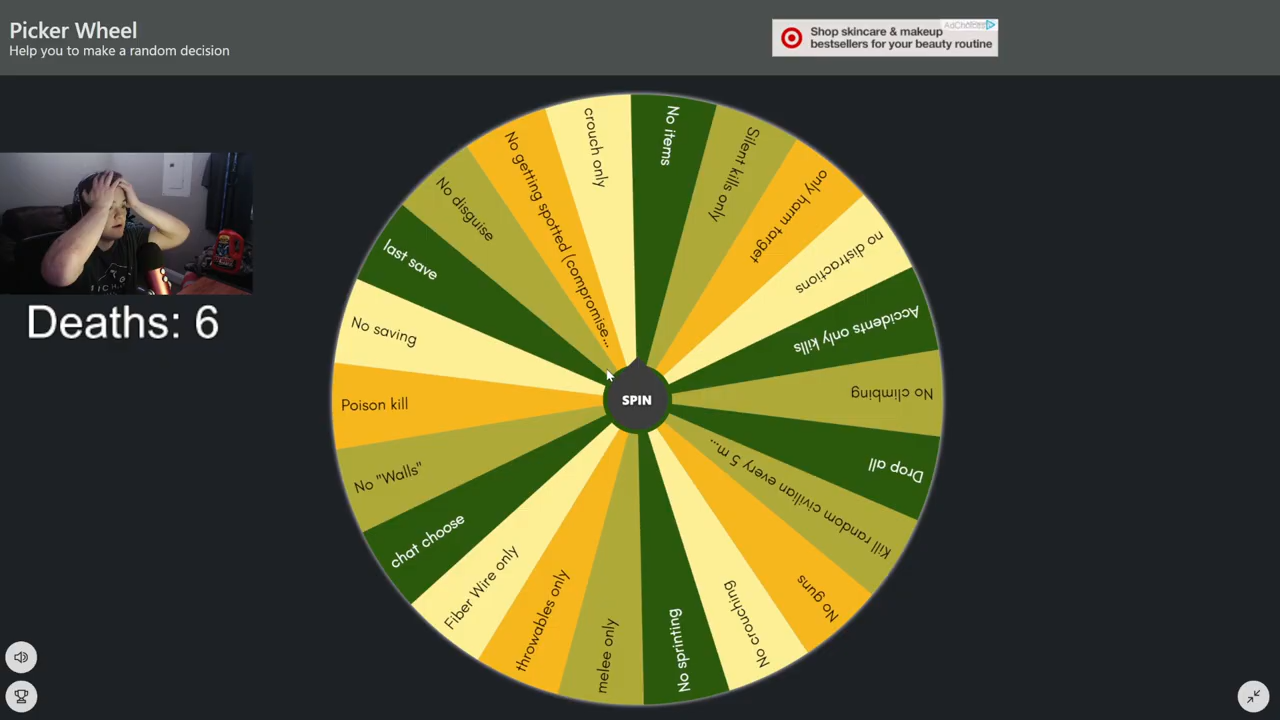 Picker Wheel
Help you to make a random decision
AdChoices
Shop skincare & makeup
bestsellers for your beauty routine
Deaths: 6
No items
Silent kills only
only harm target
no distractions
Accidents only kills
No climbing
Drop all
Kill random civilian every 5 m...
No guns
No crouching
No sprinting
melee only
throwables only
Fiber Wire only
chat choose
No "Walls"
Poison kill
No saving
last save
No disguise
No getting spotted (compromise...
crouch only
SPIN